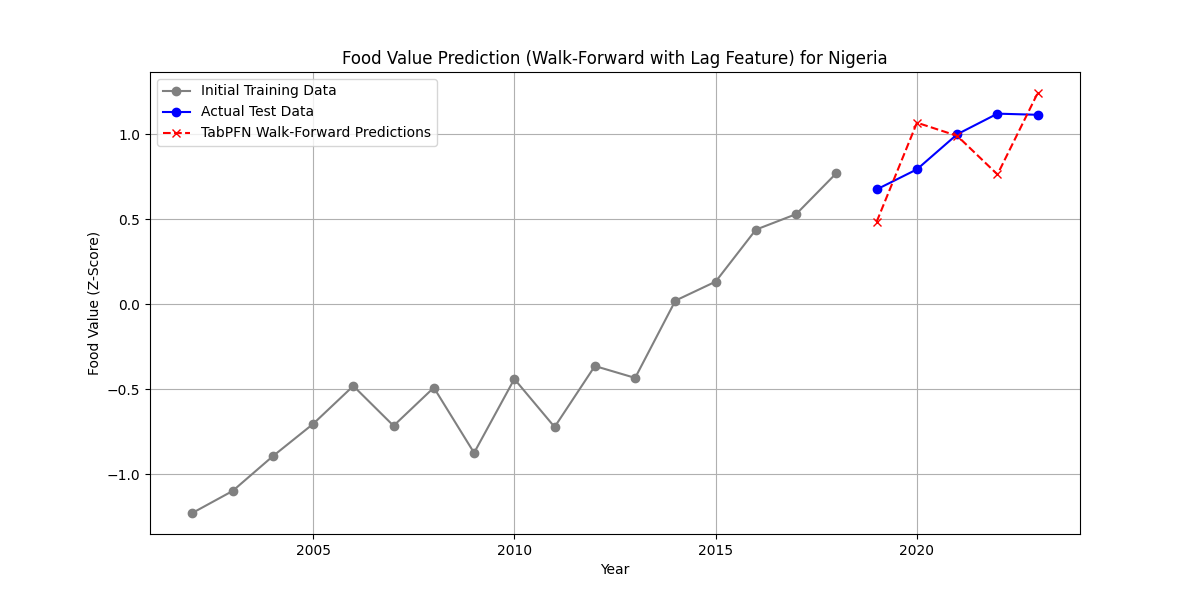 Food Value Prediction (Walk-Forward with Lag Feature) for Nigeria
Initial Training Data
Actual Test Data
TabPFN Walk-Forward Predictions
Food Value (Z-Score)
1.0
0.5
0.0
−0.5
−1.0
2005
2010
2015
2020
Year